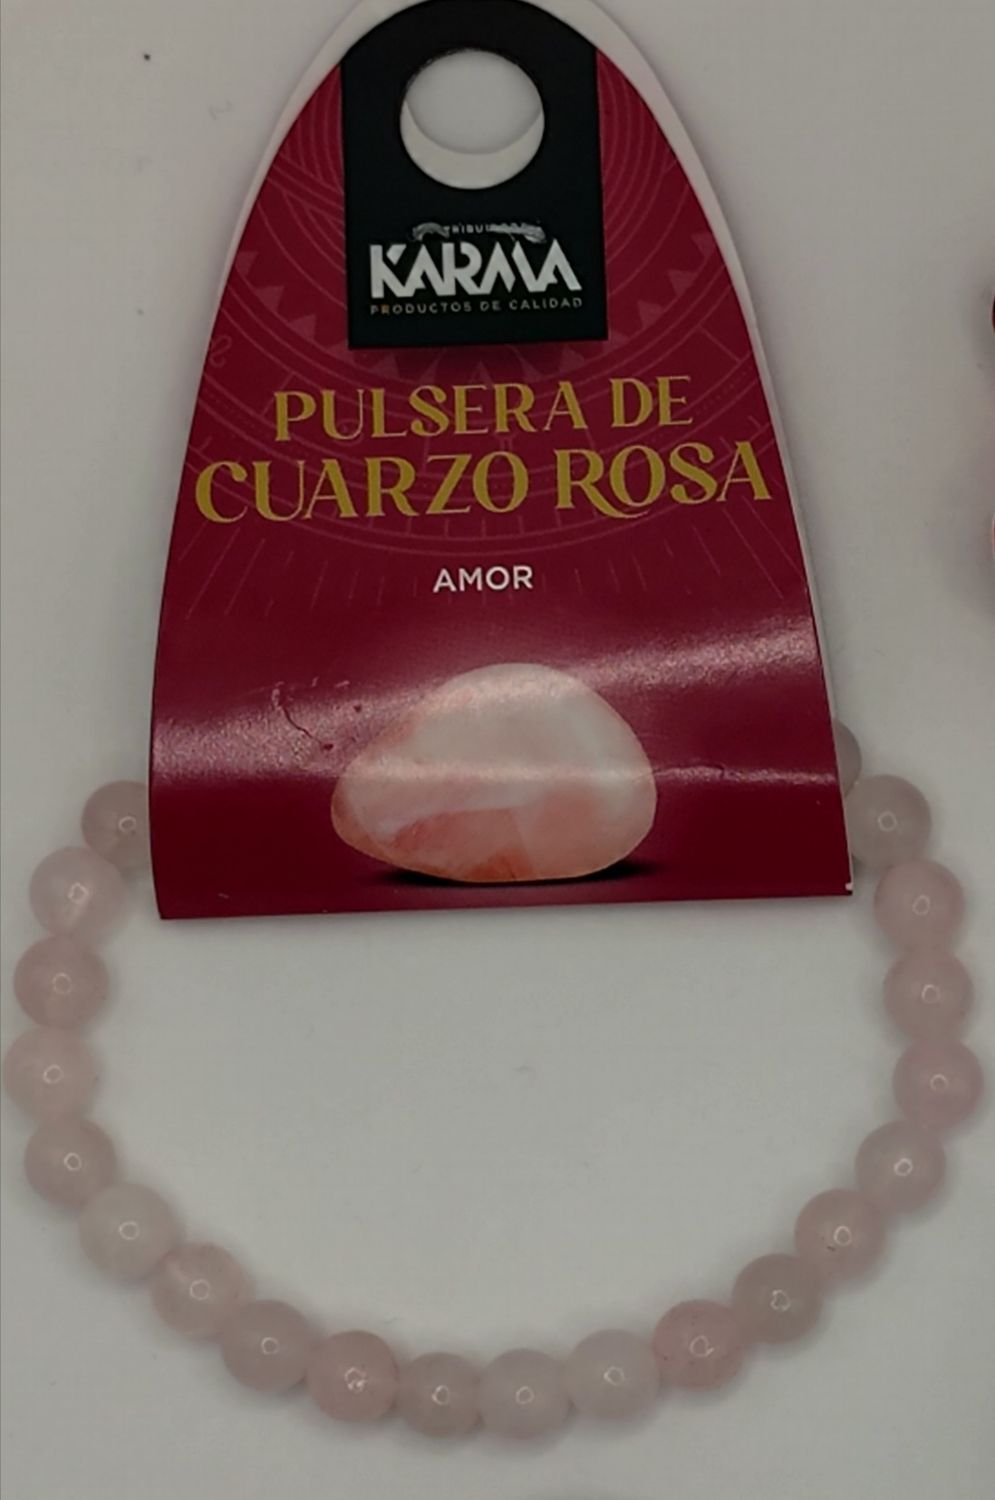 KARMA
PRODUCTOS DE CALIDAD
PULSERA DE
CUARZO ROSA
AMOR